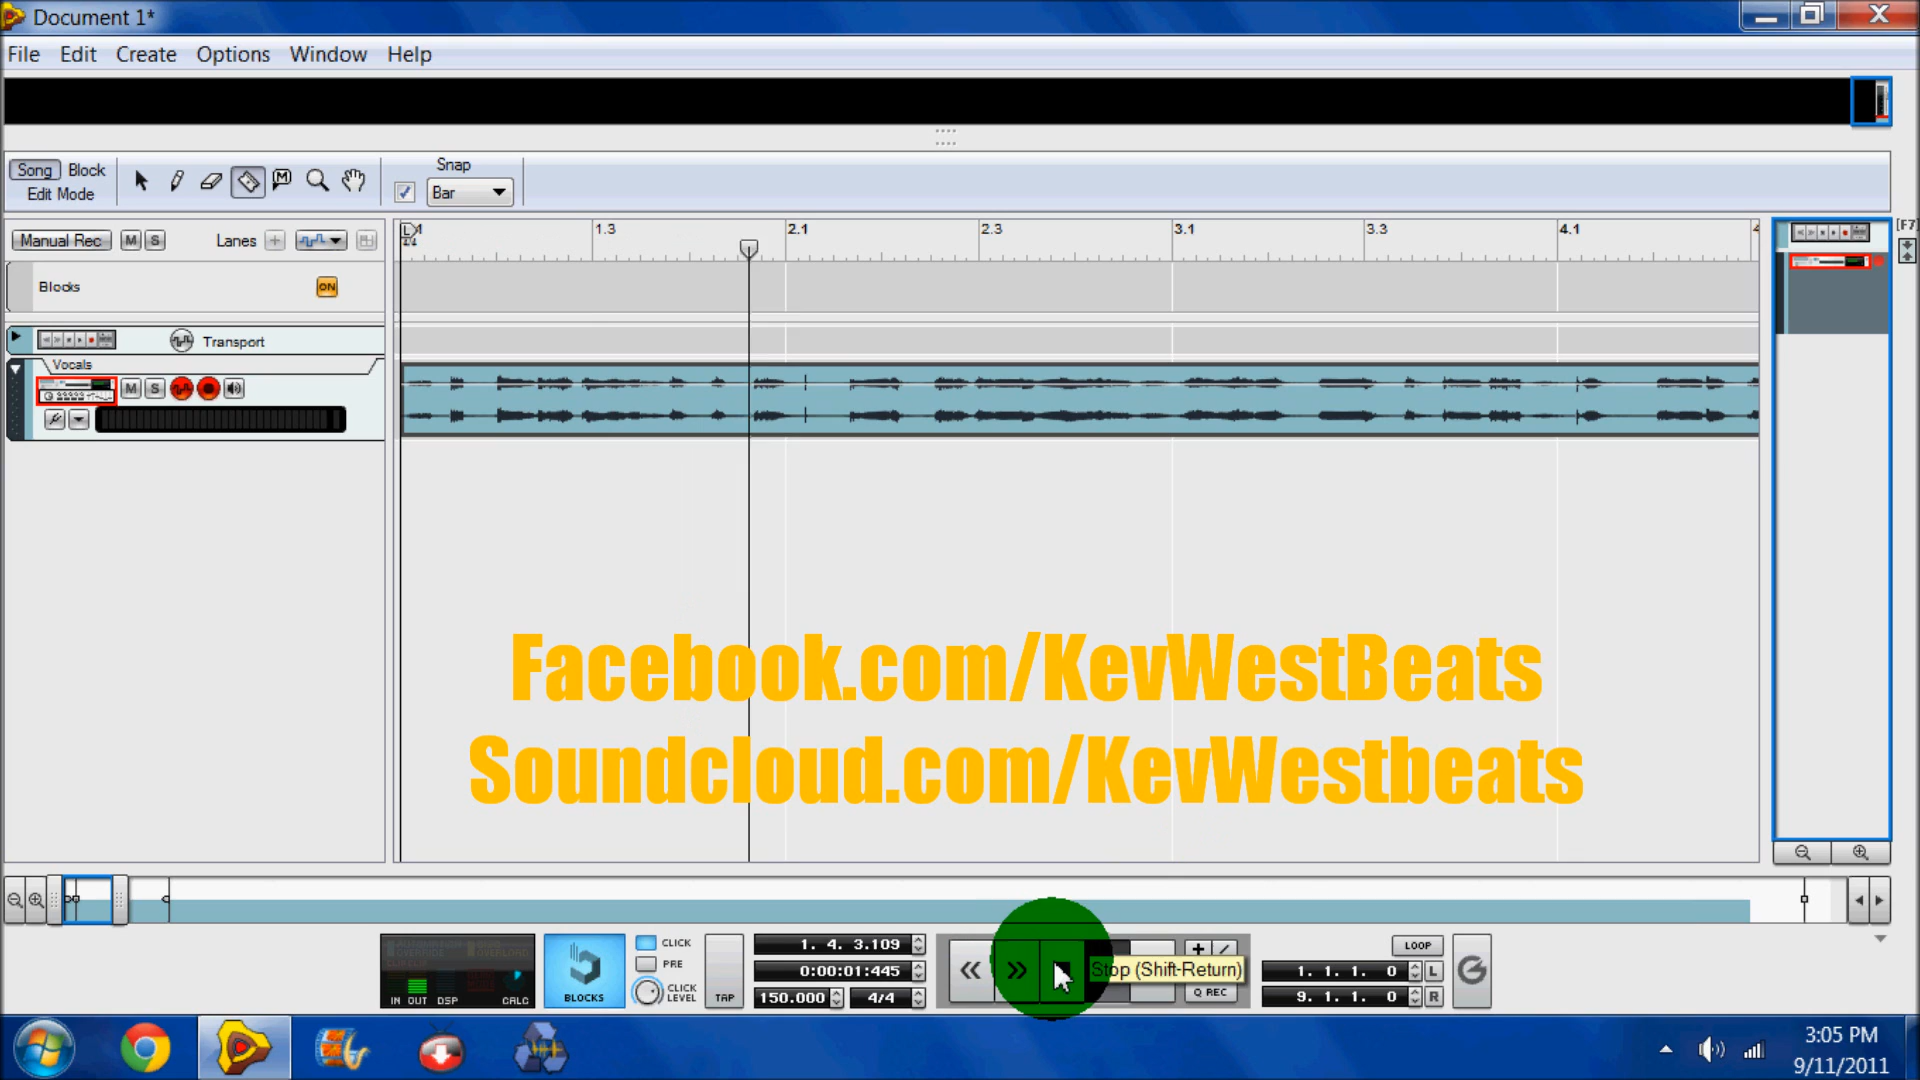 Document 1*
File Edit Create Options Window Help
Song Block
Edit Mode
Snap
Bar
[F7]
Manual Rec M S Lanes
L
4/4
1.3 2.1 2.3 3.1 3.3 4.1
Blocks ON
Transport
Vocals
M S
Facebook.com/KevWestBeats
Soundcloud.com/KevWestbeats
CLICK
PRE
CLICK LEVEL
IN OUT DSP CALC
BLOCKS
TAP
1. 4. 3.109
0:00:01:445
150.000 4/4
Stop (Shift-Return)
Q REC
LOOP
1. 1. 1. 0 L
9. 1. 1. 0 R
3:05 PM
9/11/2011